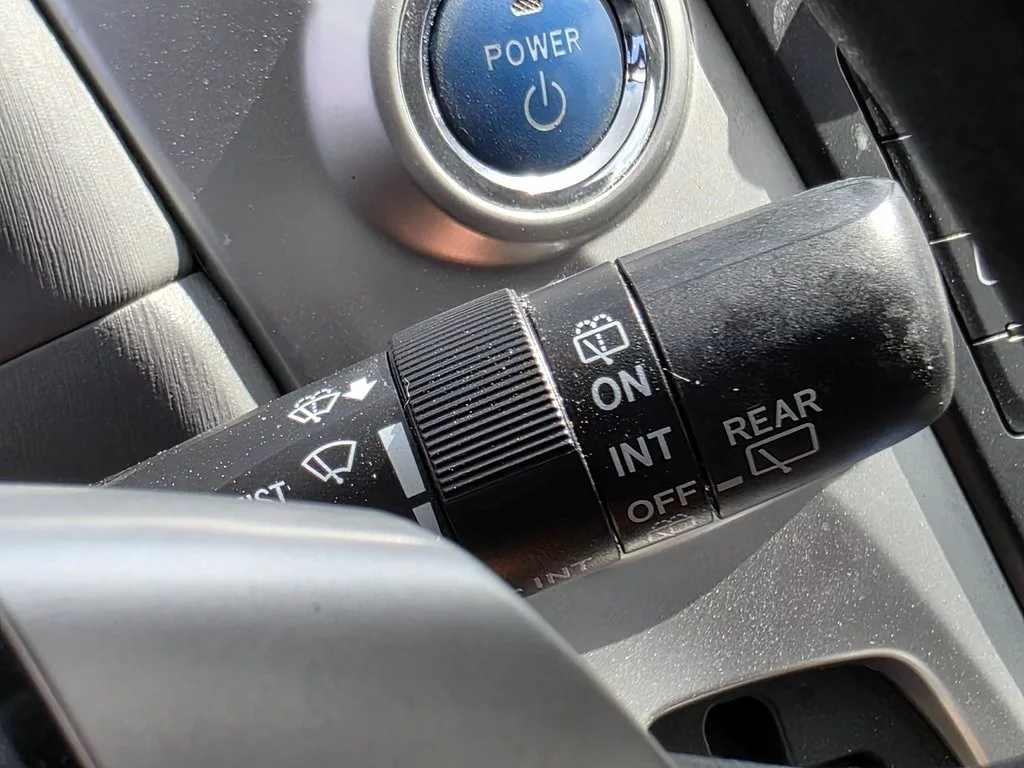 POWER
ON
INT
OFF
REAR
INT